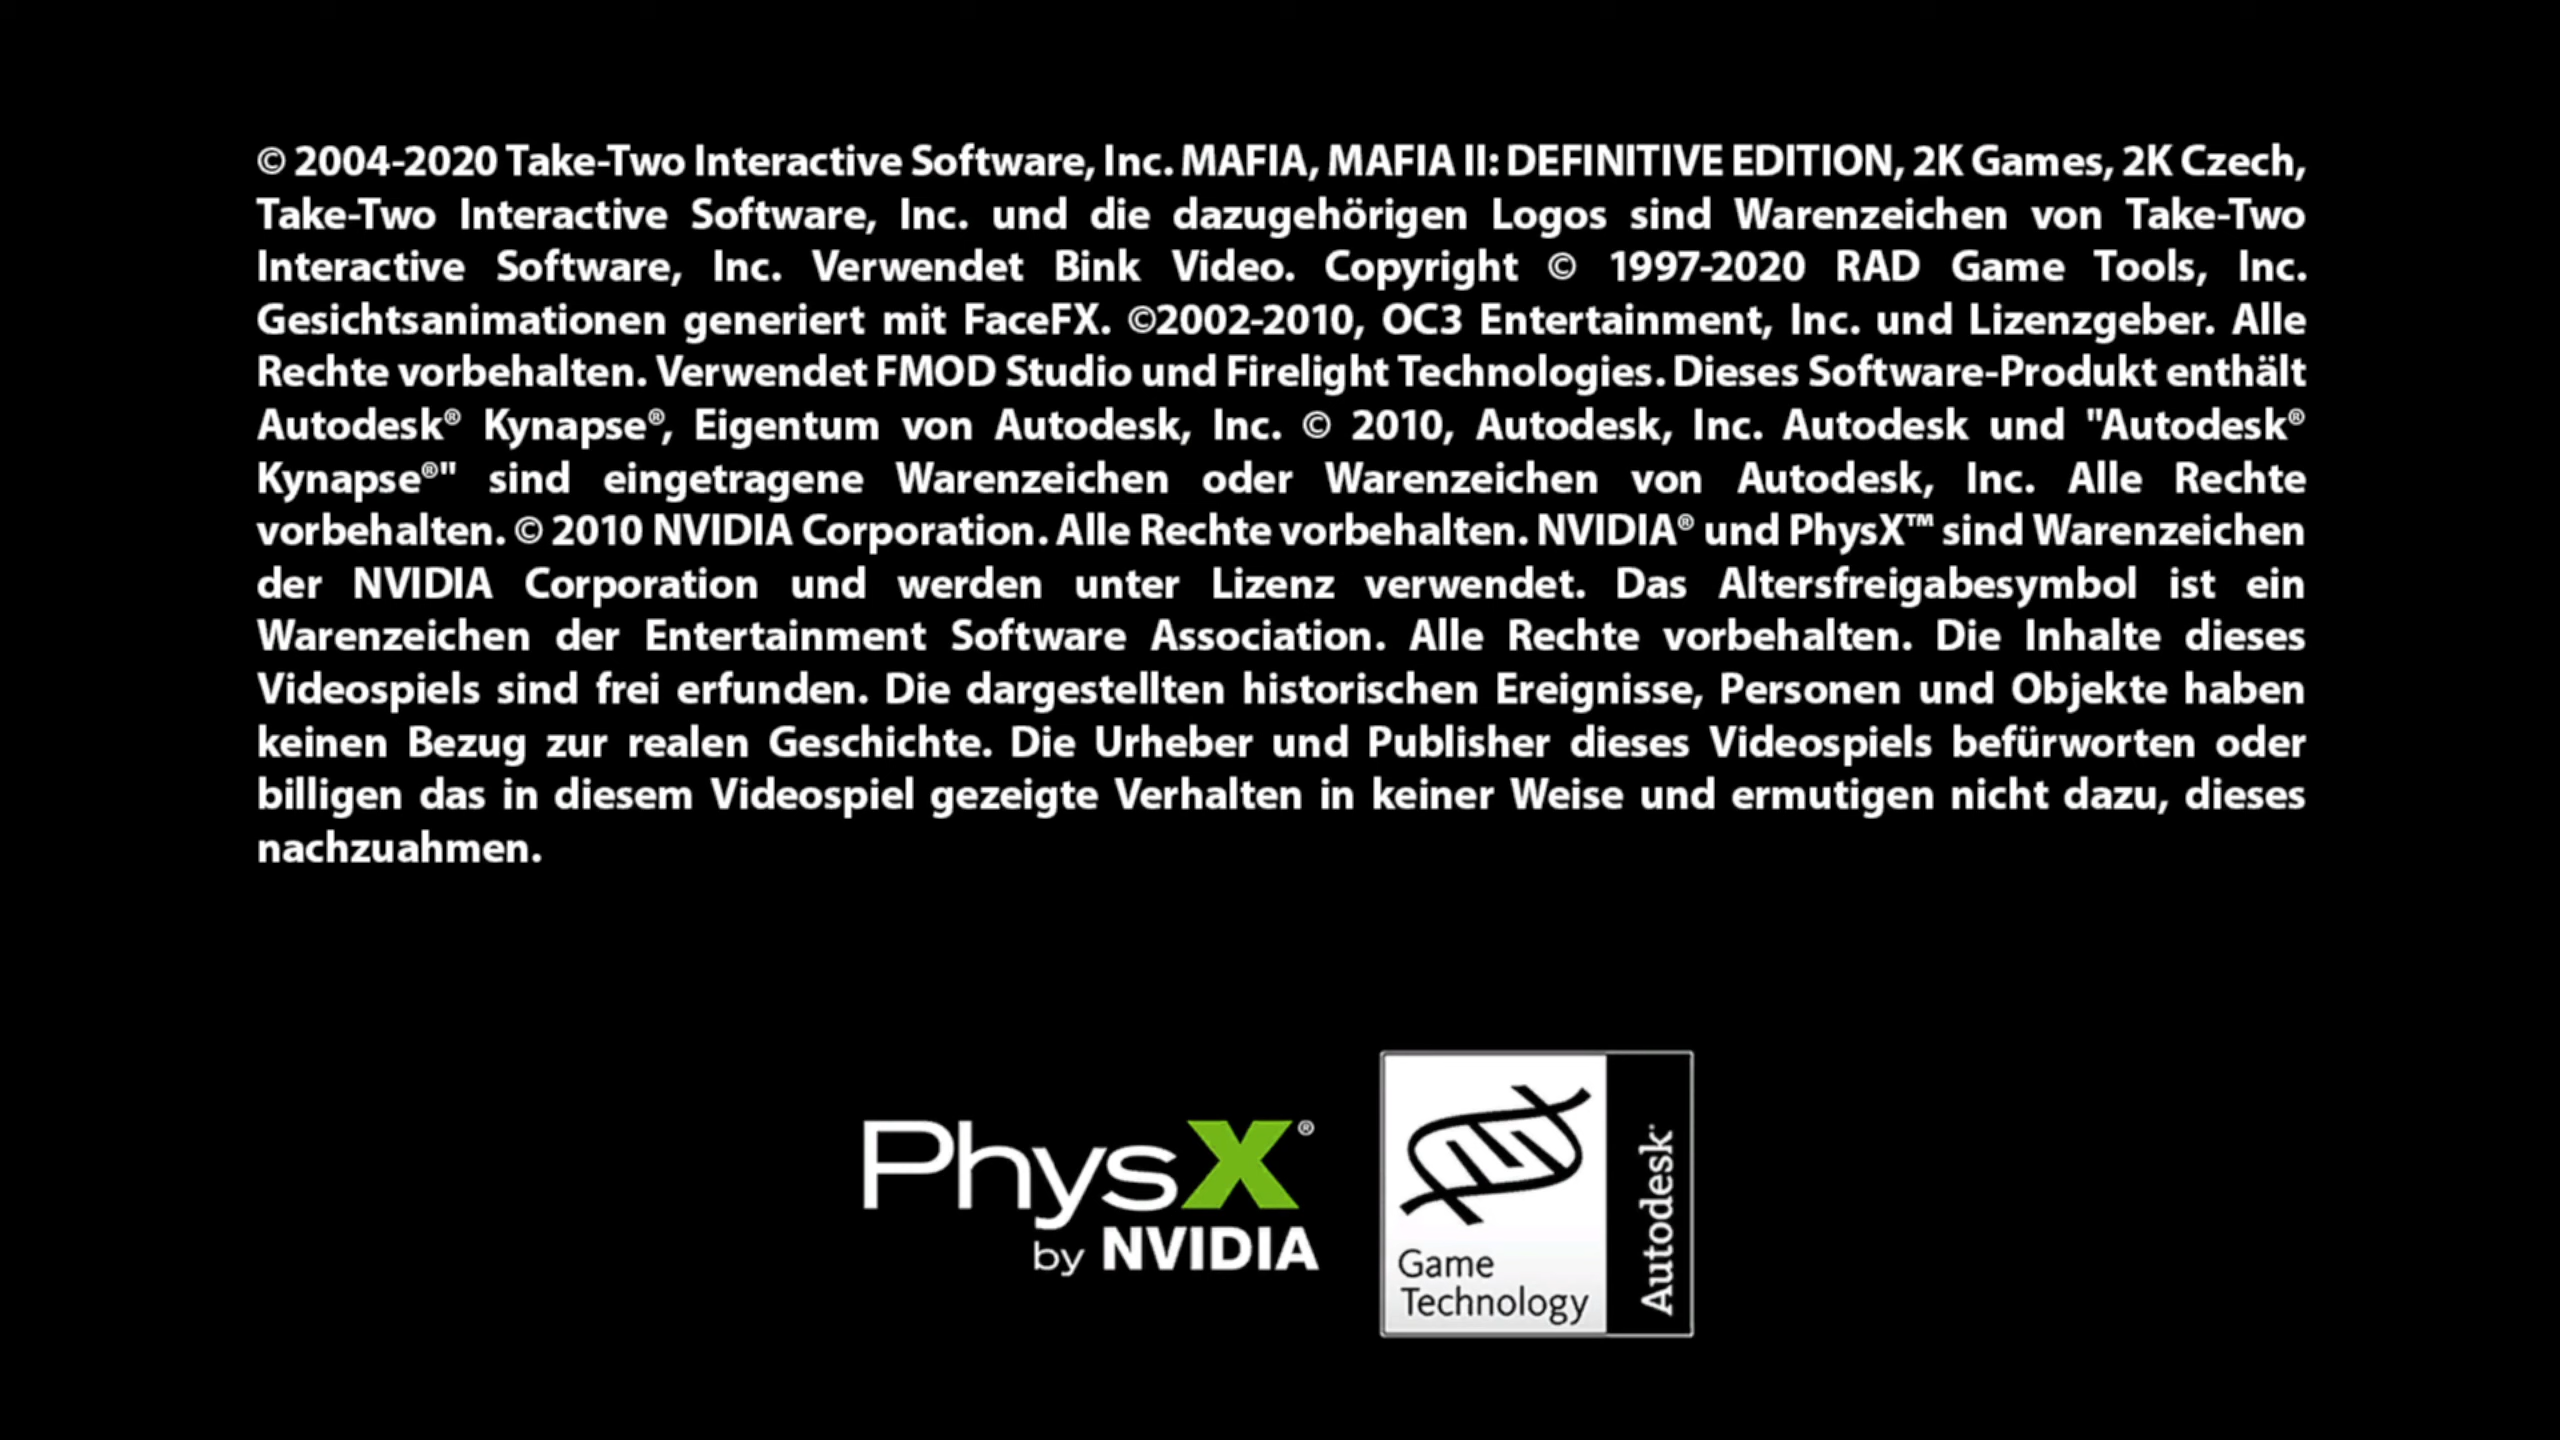 © 2004-2020 Take-Two Interactive Software, Inc. MAFIA, MAFIA II: DEFINITIVE EDITION, 2K Games, 2K Czech,
Take-Two Interactive Software, Inc. und die dazugehörigen Logos sind Warenzeichen von Take-Two
Interactive Software, Inc. Verwendet Bink Video. Copyright © 1997-2020 RAD Game Tools, Inc.
Gesichtsanimationen generiert mit FaceFX. ©2002-2010, OC3 Entertainment, Inc. und Lizenzgeber. Alle
Rechte vorbehalten. Verwendet FMOD Studio und Firelight Technologies. Dieses Software-Produkt enthält
Autodesk® Kynapse®, Eigentum von Autodesk, Inc. © 2010, Autodesk, Inc. Autodesk und "Autodesk®
Kynapse®" sind eingetragene Warenzeichen oder Warenzeichen von Autodesk, Inc. Alle Rechte
vorbehalten. © 2010 NVIDIA Corporation. Alle Rechte vorbehalten. NVIDIA® und PhysX™ sind Warenzeichen
der NVIDIA Corporation und werden unter Lizenz verwendet. Das Altersfreigabesymbol ist ein
Warenzeichen der Entertainment Software Association. Alle Rechte vorbehalten. Die Inhalte dieses
Videospiels sind frei erfunden. Die dargestellten historischen Ereignisse, Personen und Objekte haben
keinen Bezug zur realen Geschichte. Die Urheber und Publisher dieses Videospiels befürworten oder
billigen das in diesem Videospiel gezeigte Verhalten in keiner Weise und ermutigen nicht dazu, dieses
nachzuahmen.
PhysX®
by NVIDIA
Game
Technology
Autodesk